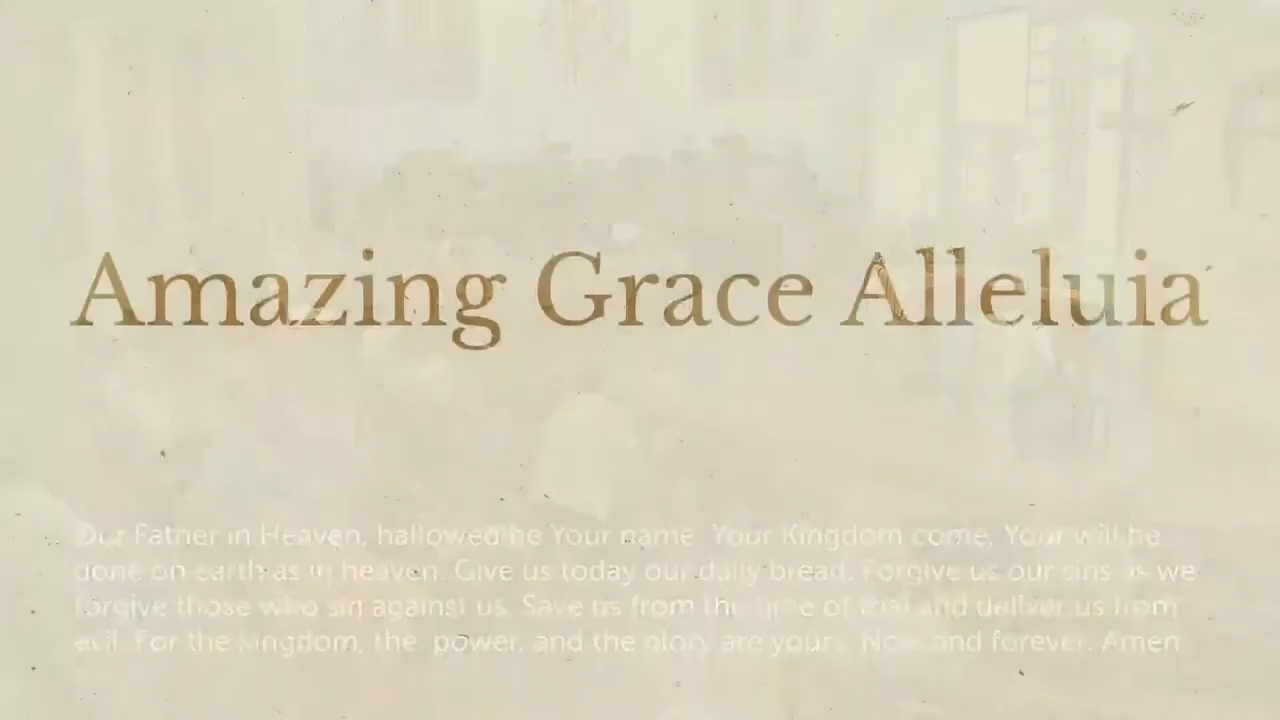 Amazing Grace Alleluia
Our Father in Heaven, hallowed be Your name. Your Kingdom come, Your will be
done on earth as in heaven. Give us today our daily bread. Forgive us our sins as we
forgive those who sin against us. Save us from the time of trial and deliver us from
evil. For the kingdom, the power, and the glory are yours. Now and forever. Amen